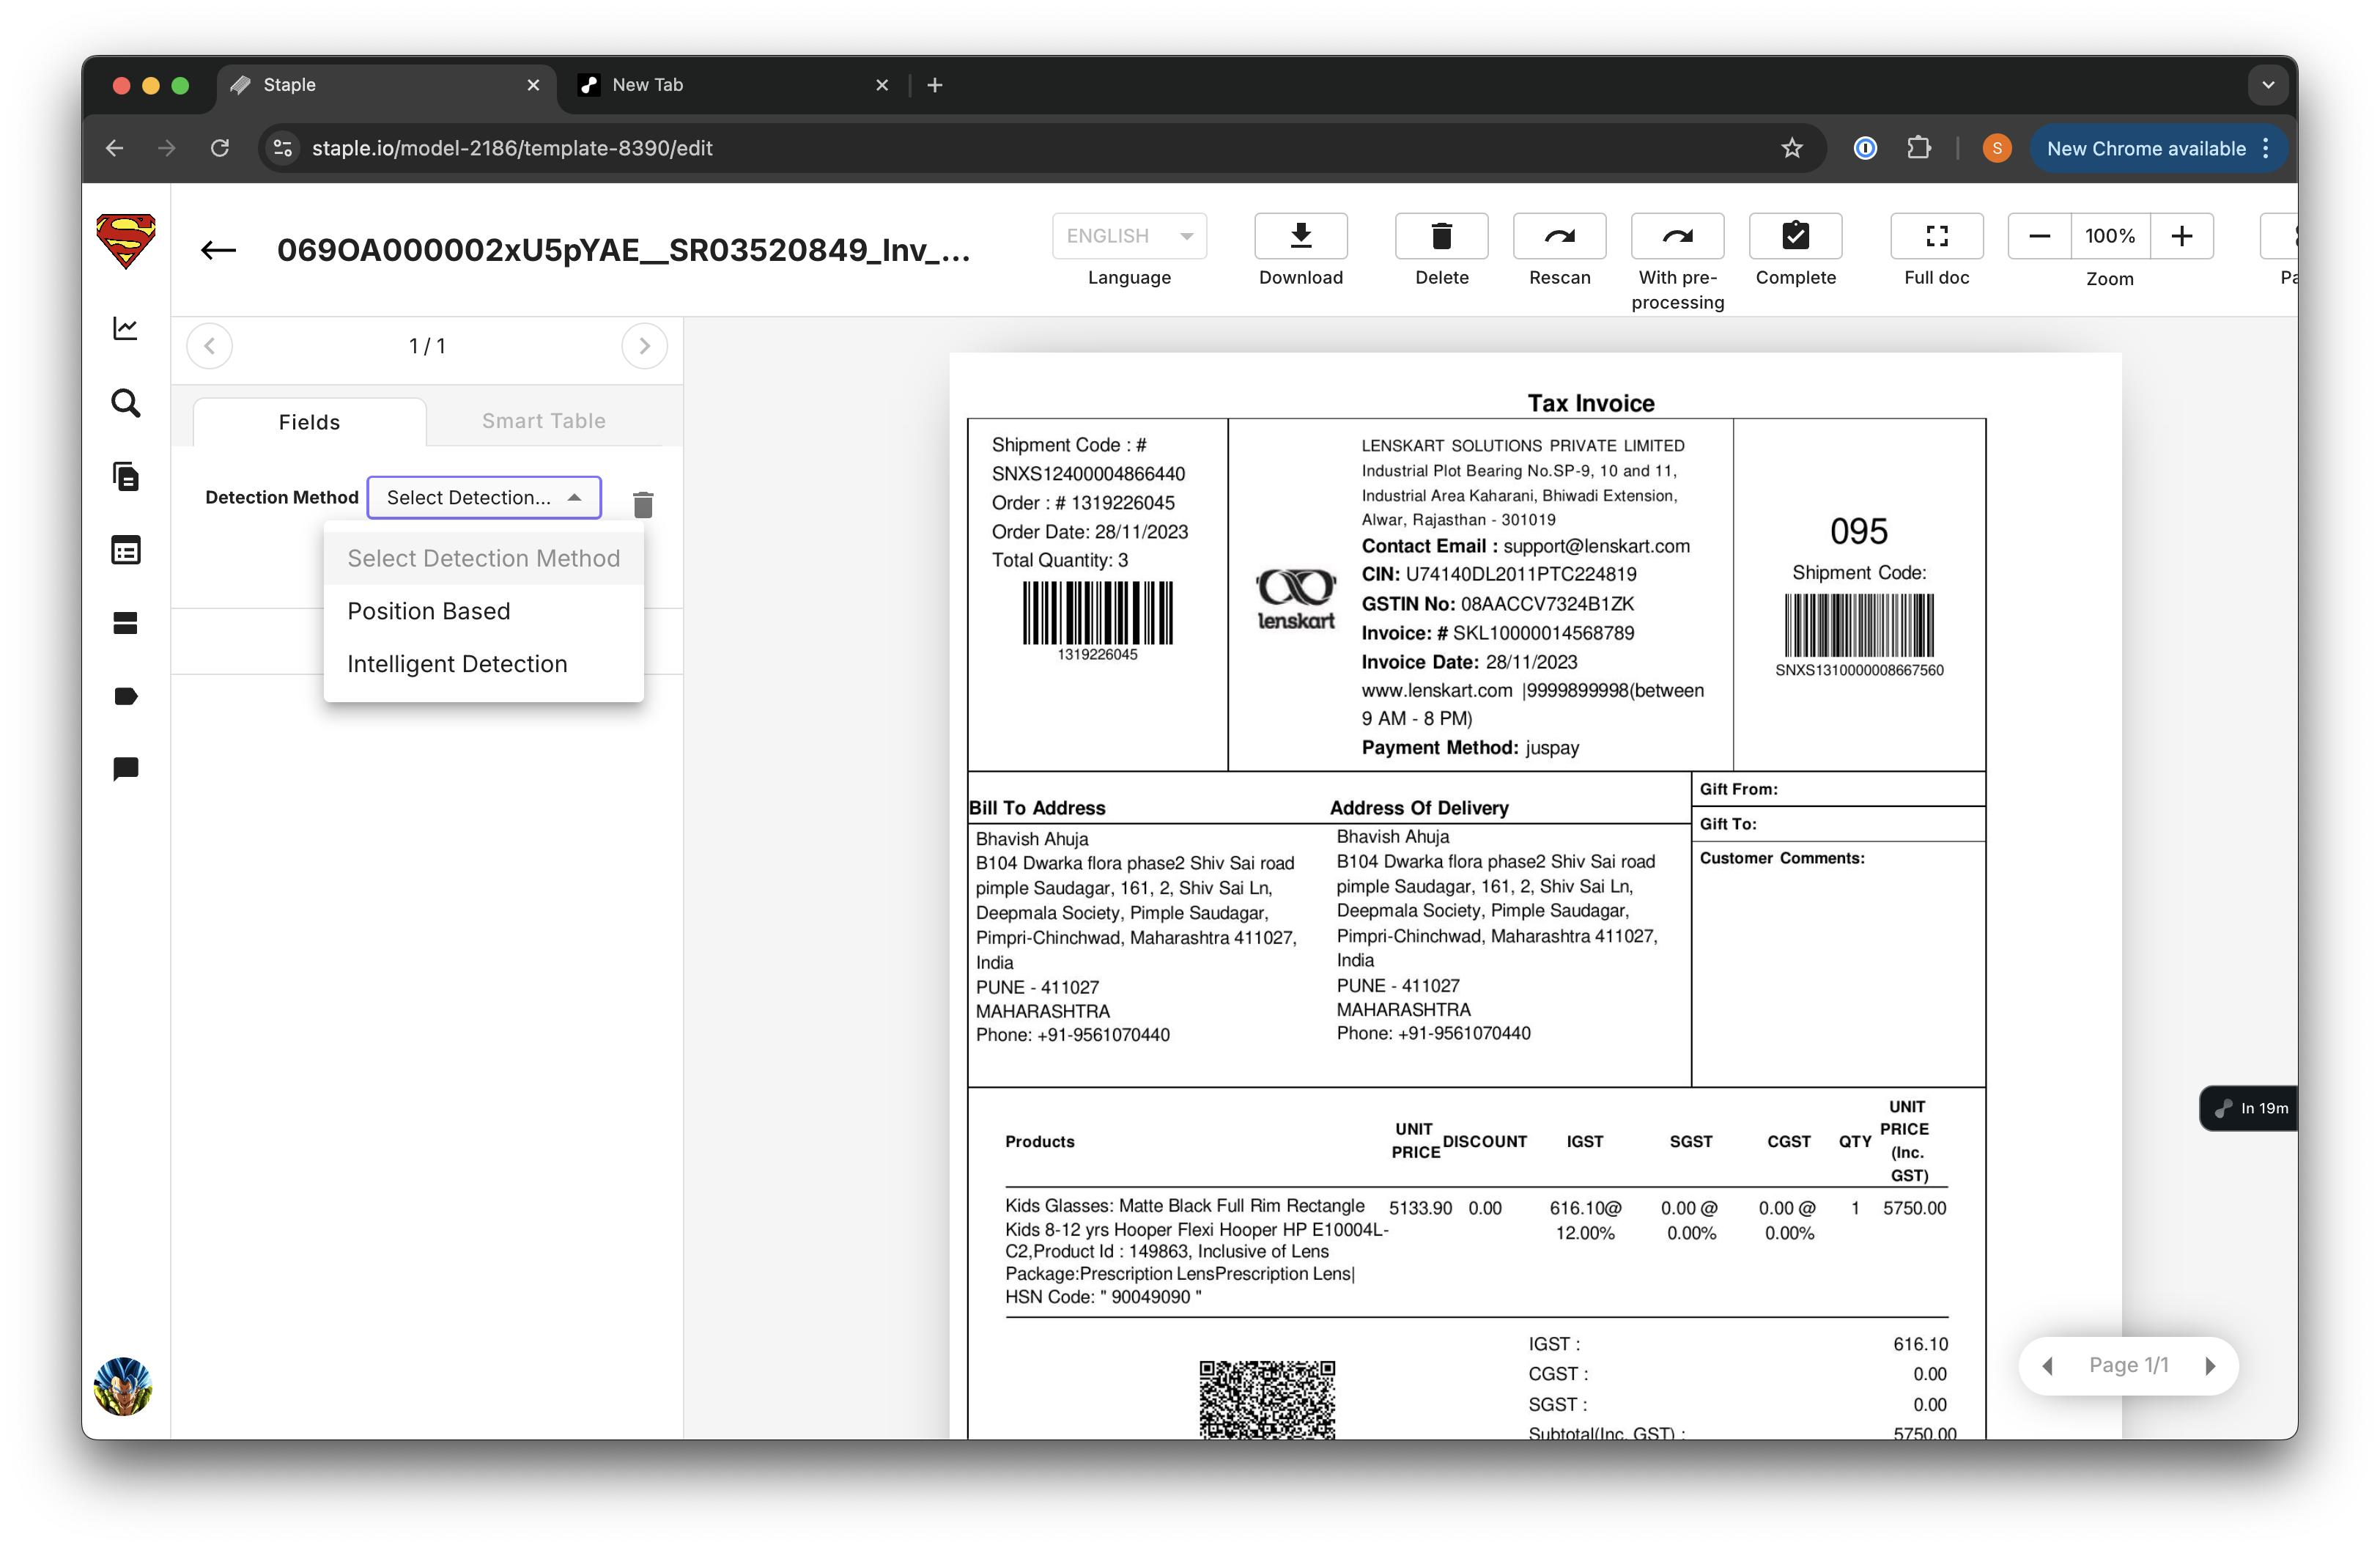 Staple
New Tab
staple.io/model-2186/template-8390/edit
S
New Chrome available
069OA000002xU5pYAE__SR03520849_Inv_...
ENGLISH
Language
Download
Delete
Rescan
With pre-
processing
Complete
Full doc
100%
Zoom
1 / 1
Fields
Smart Table
Detection Method
Select Detection...
Select Detection Method
Position Based
Intelligent Detection
Tax Invoice
Shipment Code : #
SNXS12400004866440
Order : # 1319226045
Order Date: 28/11/2023
Total Quantity: 3
1319226045
lenskart
LENSKART SOLUTIONS PRIVATE LIMITED
Industrial Plot Bearing No.SP-9, 10 and 11,
Industrial Area Kaharani, Bhiwadi Extension,
Alwar, Rajasthan - 301019
Contact Email : support@lenskart.com
CIN: U74140DL2011PTC224819
GSTIN No: 08AACCV7324B1ZK
Invoice: # SKL10000014568789
Invoice Date: 28/11/2023
www.lenskart.com |9999899998(between
9 AM - 8 PM)
Payment Method: juspay
095
Shipment Code:
SNXS1310000008667560
Bill To Address
Bhavish Ahuja
B104 Dwarka flora phase2 Shiv Sai road
pimple Saudagar, 161, 2, Shiv Sai Ln,
Deepmala Society, Pimple Saudagar,
Pimpri-Chinchwad, Maharashtra 411027,
India
PUNE - 411027
MAHARASHTRA
Phone: +91-9561070440
Address Of Delivery
Bhavish Ahuja
B104 Dwarka flora phase2 Shiv Sai road
pimple Saudagar, 161, 2, Shiv Sai Ln,
Deepmala Society, Pimple Saudagar,
Pimpri-Chinchwad, Maharashtra 411027,
India
PUNE - 411027
MAHARASHTRA
Phone: +91-9561070440
Gift From:
Gift To:
Customer Comments:
Products
UNIT
PRICE
DISCOUNT
IGST
SGST
CGST
QTY
UNIT
PRICE
(Inc.
GST)
Kids Glasses: Matte Black Full Rim Rectangle
Kids 8-12 yrs Hooper Flexi Hooper HP E10004L-
C2,Product Id : 149863, Inclusive of Lens
Package:Prescription LensPrescription Lens|
HSN Code: " 90049090 "
5133.90
0.00
616.10@
12.00%
0.00 @
0.00%
0.00 @
0.00%
1
5750.00
IGST : 616.10
CGST : 0.00
SGST : 0.00
Subtotal(Inc. GST) : 5750.00
In 19m
Page 1/1